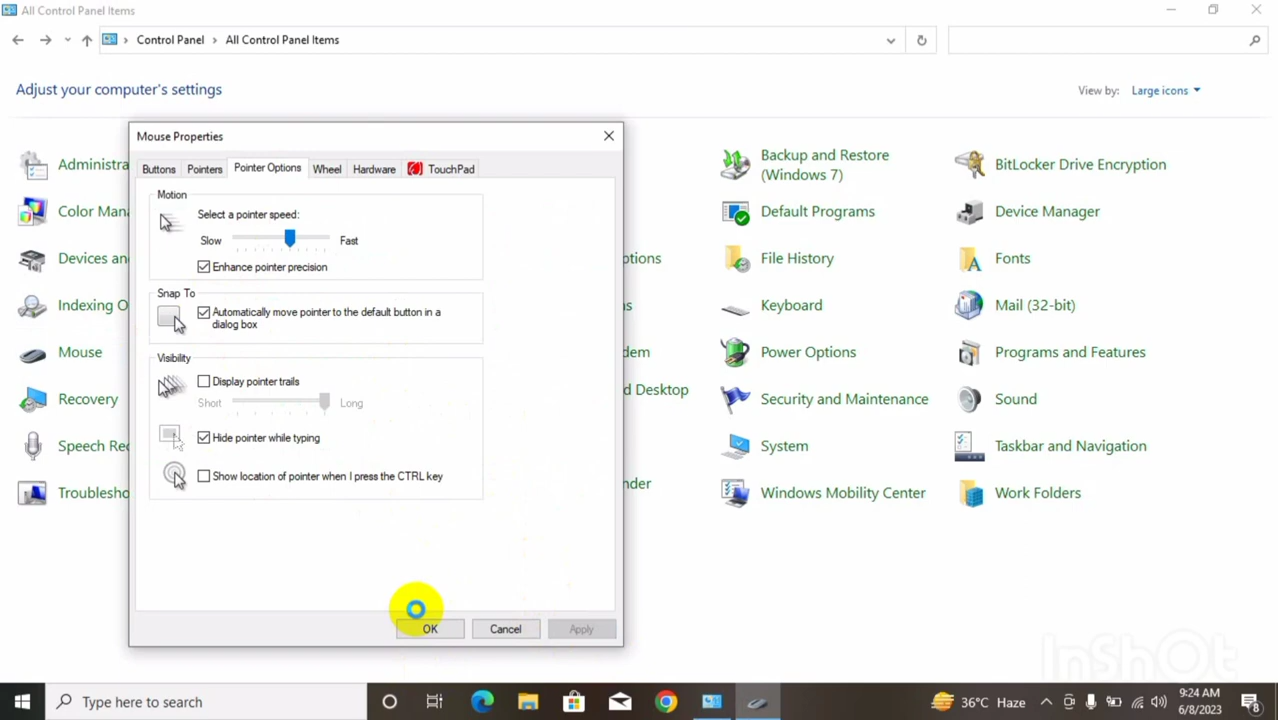 All Control Panel Items
Control Panel
All Control Panel Items
Adjust your computer's settings
View by:
Large icons
Administra
Color Mana
Devices an
Indexing O
Mouse
Recovery
Speech Rec
Troublesho
Mouse Properties
Buttons
Pointers
Pointer Options
Wheel
Hardware
TouchPad
Motion
Select a pointer speed:
Slow
Fast
Enhance pointer precision
Snap To
Automatically move pointer to the default button in a
dialog box
Visibility
Display pointer trails
Short
Long
Hide pointer while typing
Show location of pointer when I press the CTRL key
OK
Cancel
Apply
otions
ns
dem
d Desktop
nder
Backup and Restore
(Windows 7)
Default Programs
File History
Keyboard
Power Options
Security and Maintenance
System
Windows Mobility Center
BitLocker Drive Encryption
Device Manager
Fonts
Mail (32-bit)
Programs and Features
Sound
Taskbar and Navigation
Work Folders
InShOt
Type here to search
36°C Haze
9:24 AM
6/8/2023
8